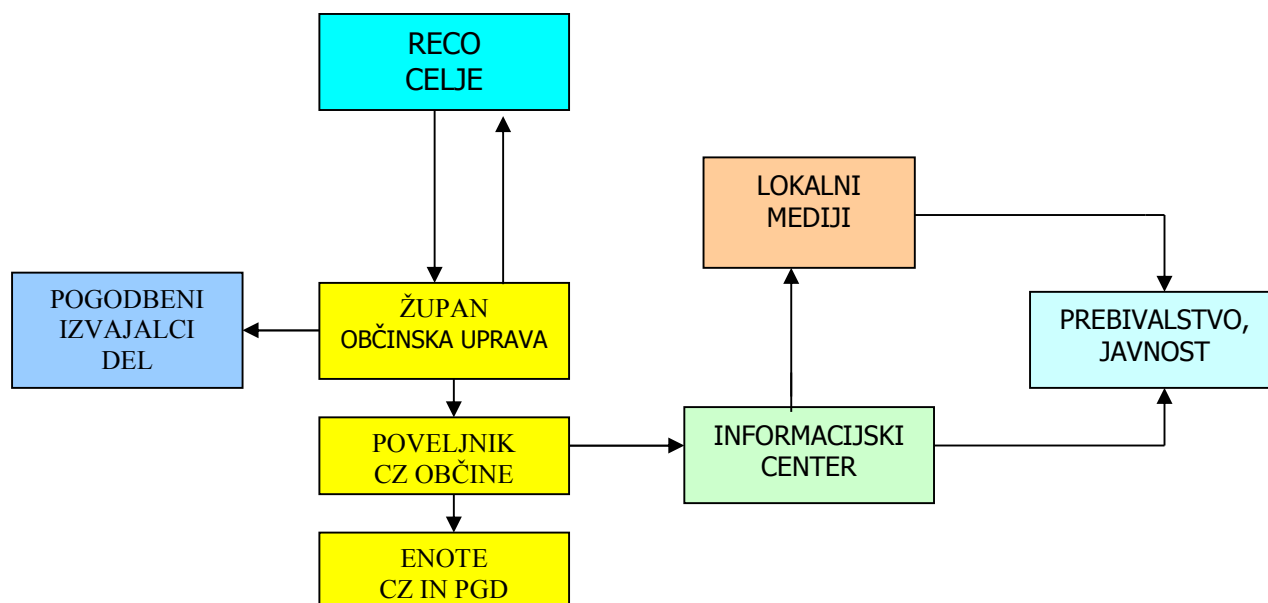 RECO
CELJE
LOKALNI
MEDIJI
POGODBENI
IZVAJALCI
DEL
ŽUPAN
OBČINSKA UPRAVA
PREBIVALSTVO,
JAVNOST
POVELJNIK
CZ OBČINE
INFORMACIJSKI
CENTER
ENOTE
CZ IN PGD